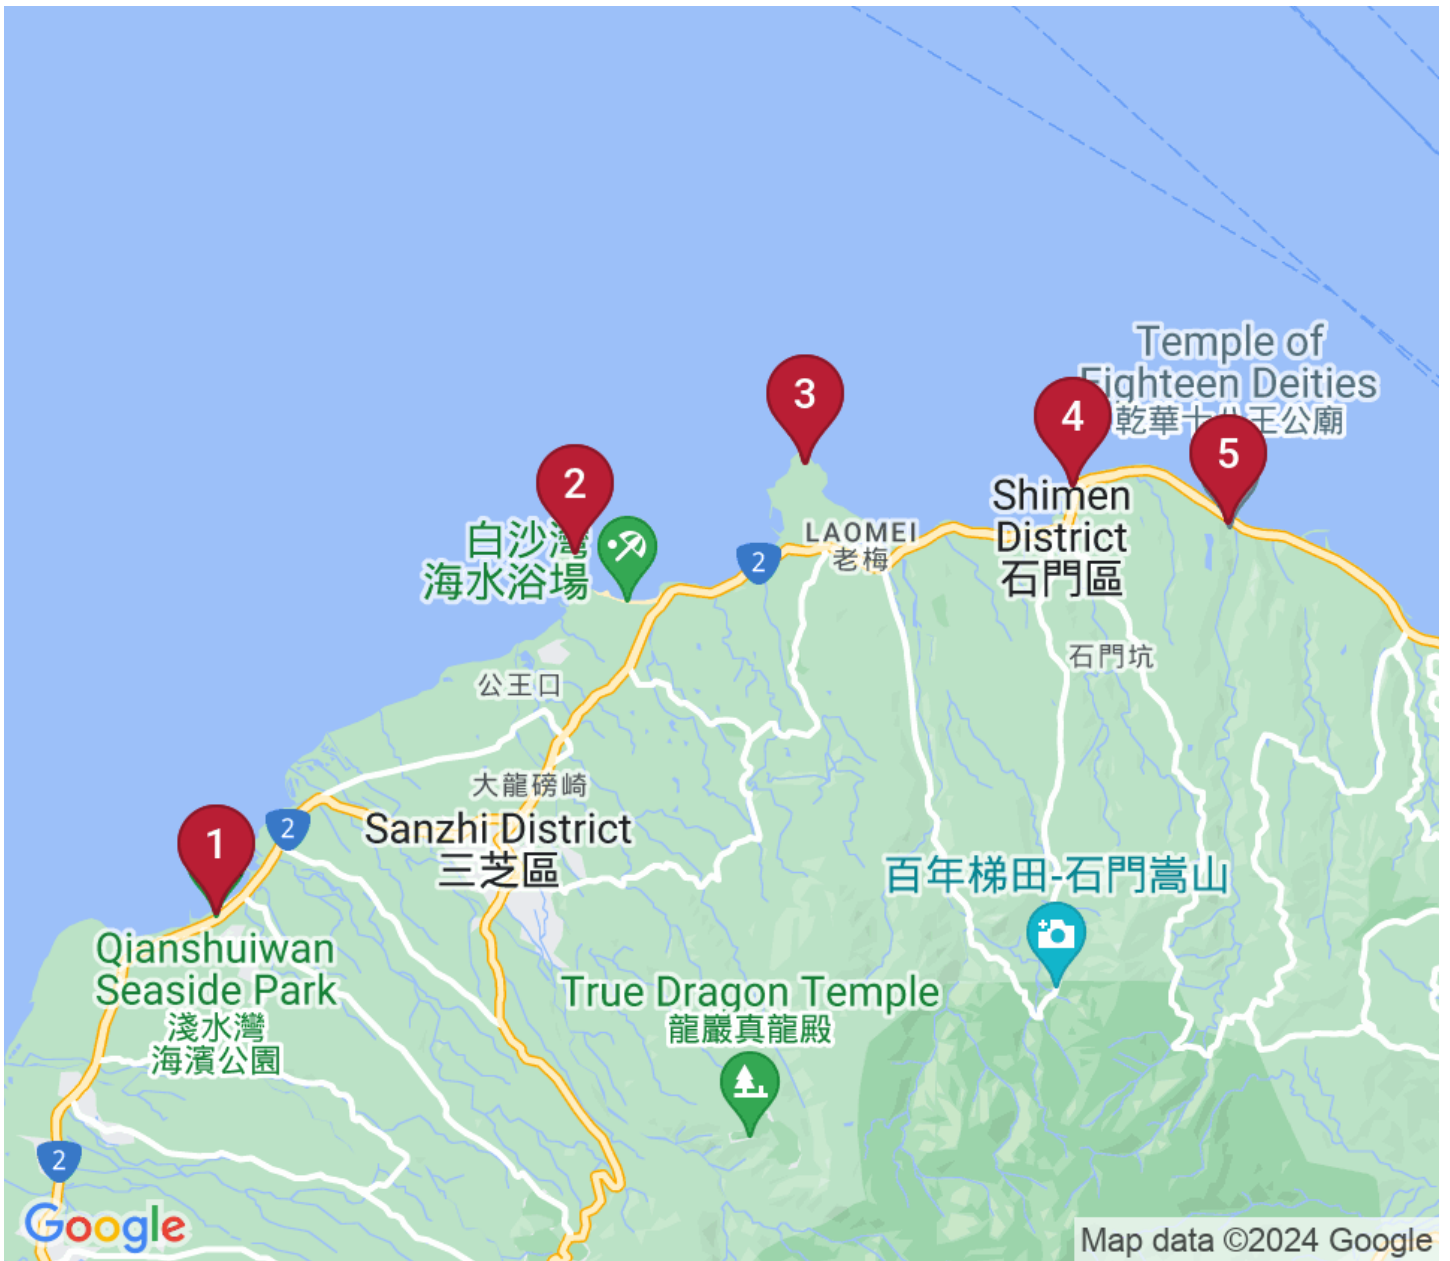 Temple of
Eighteen Deities
乾華十八王公廟
3
4
5
2
白沙灣
海水浴場
2
LAOMEI
老梅
Shimen
District
石門區
石門坑
公王口
大龍磅崎
1
2
Sanzhi District
三芝區
百年梯田-石門嵩山
Qianshuiwan
Seaside Park
淺水灣
海濱公園
True Dragon Temple
龍巖真龍殿
2
Google
Map data ©2024 Google